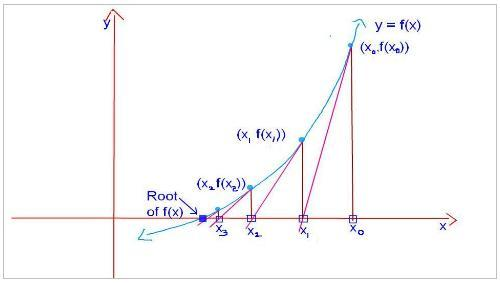 y
y = f(x)
(x₀,f(x₀))
(x₁ f(x₁))
(x₂ f(x₂))
Root
of f(x)
x₃
x₂
x₁
x₀
x